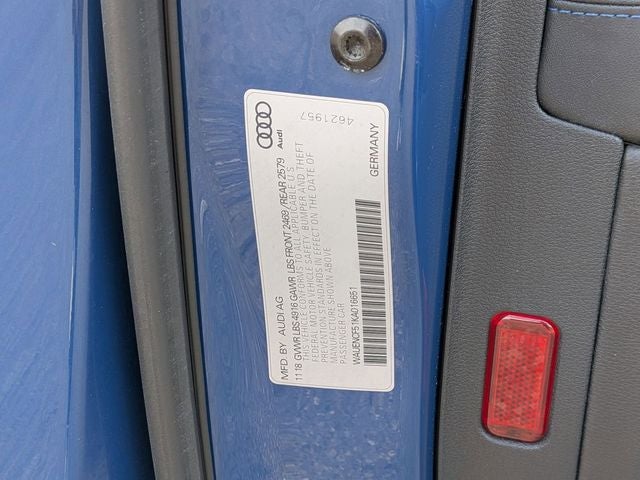 Audi
4621957
MFD. BY AUDI AG
11 18 GVWR LBS 4916 GAWR LBS FRONT 2469 /REAR 2579
THIS VEHICLE CONFORMS TO ALL APPLICABLE U.S.
FEDERAL MOTOR VEHICLE SAFETY, BUMPER AND THEFT
PREVENTION STANDARDS IN EFFECT ON THE DATE OF
MANUFACTURE SHOWN ABOVE
PASSENGER CAR
GERMANY
WAUENCF51KA016651